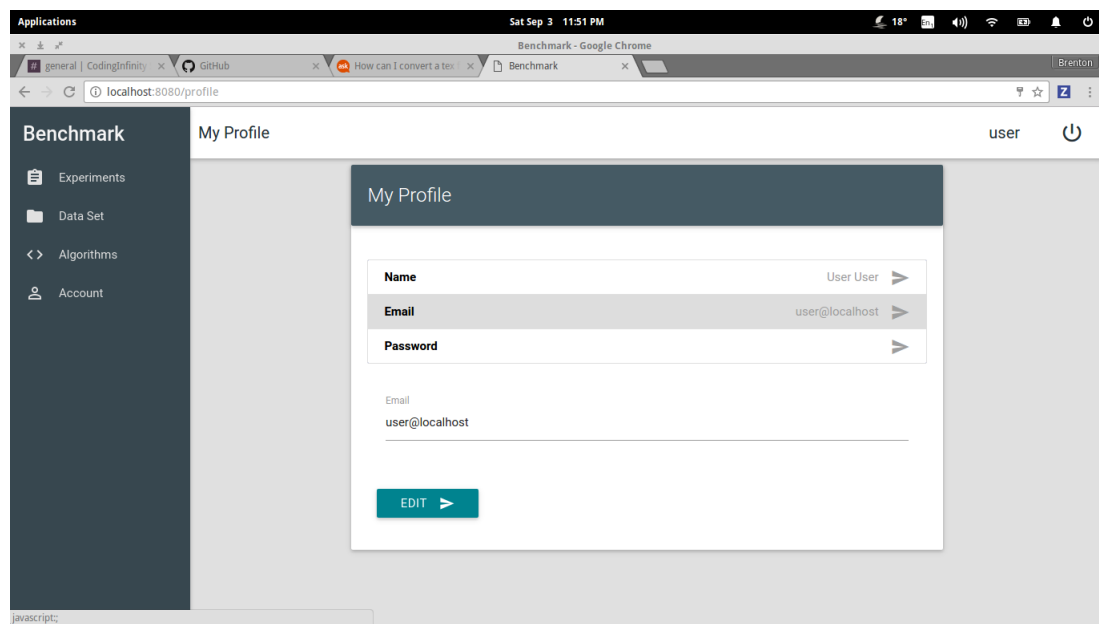 Applications
Sat Sep 3 11:51 PM
18°
En
Benchmark - Google Chrome
general | CodingInfinity
GitHub
ask
How can I convert a tex
Benchmark
Brenton
localhost:8080/profile
Z
Benchmark
My Profile
user
Experiments
Data Set
Algorithms
Account
My Profile
Name
User User
Email
user@localhost
Password
Email
user@localhost
EDIT
javascript:;